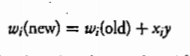 wᵢ(new) = wᵢ(old) + xᵢy